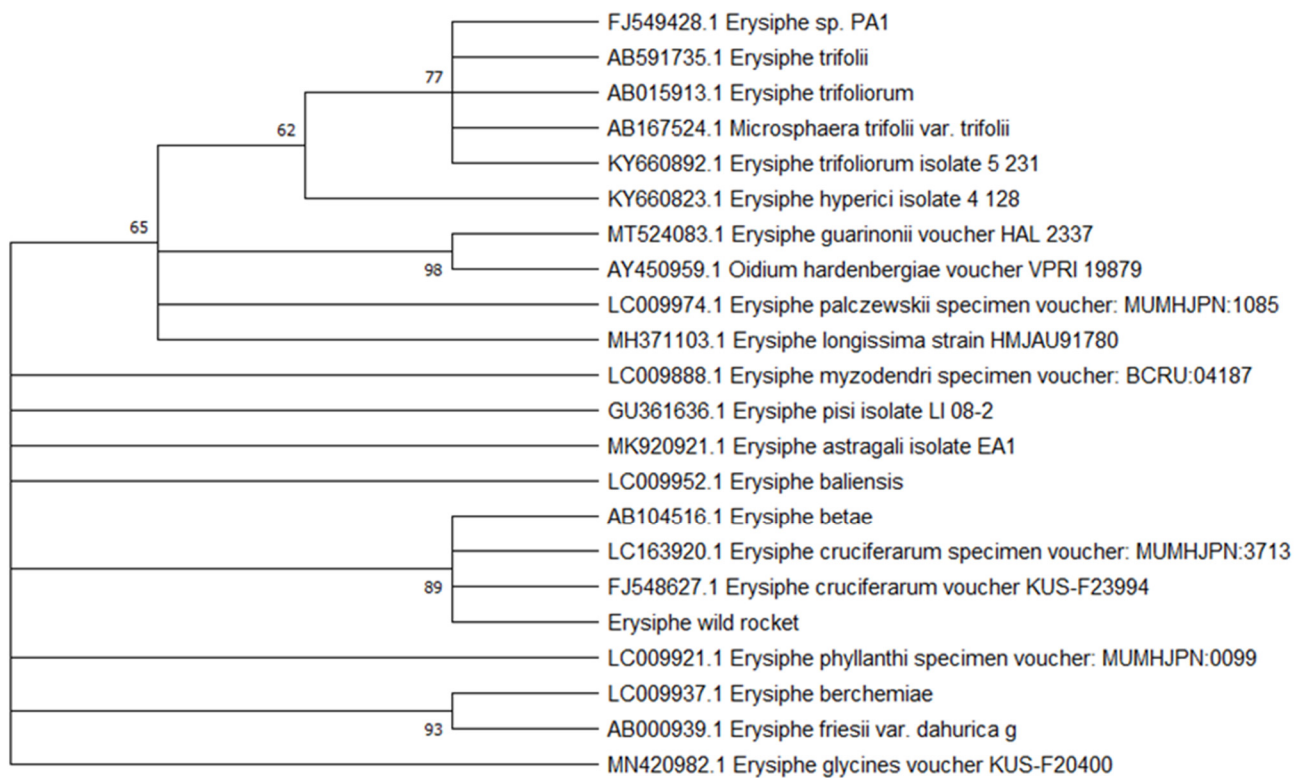 FJ549428.1 Erysiphe sp. PA1
AB591735.1 Erysiphe trifolii
77
AB015913.1 Erysiphe trifoliorum
62
AB167524.1 Microsphaera trifolii var. trifolii
KY660892.1 Erysiphe trifoliorum isolate 5 231
KY660823.1 Erysiphe hyperici isolate 4 128
65
MT524083.1 Erysiphe guarinonii voucher HAL 2337
98
AY450959.1 Oidium hardenbergiae voucher VPRI 19879
LC009974.1 Erysiphe palczewskii specimen voucher: MUMHJPN:1085
MH371103.1 Erysiphe longissima strain HMJAU91780
LC009888.1 Erysiphe myzodendri specimen voucher: BCRU:04187
GU361636.1 Erysiphe pisi isolate LI 08-2
MK920921.1 Erysiphe astragali isolate EA1
LC009952.1 Erysiphe baliensis
AB104516.1 Erysiphe betae
LC163920.1 Erysiphe cruciferarum specimen voucher: MUMHJPN:3713
89
FJ548627.1 Erysiphe cruciferarum voucher KUS-F23994
Erysiphe wild rocket
LC009921.1 Erysiphe phyllanthi specimen voucher: MUMHJPN:0099
LC009937.1 Erysiphe berchemiae
93
AB000939.1 Erysiphe friesii var. dahurica g
MN420982.1 Erysiphe glycines voucher KUS-F20400